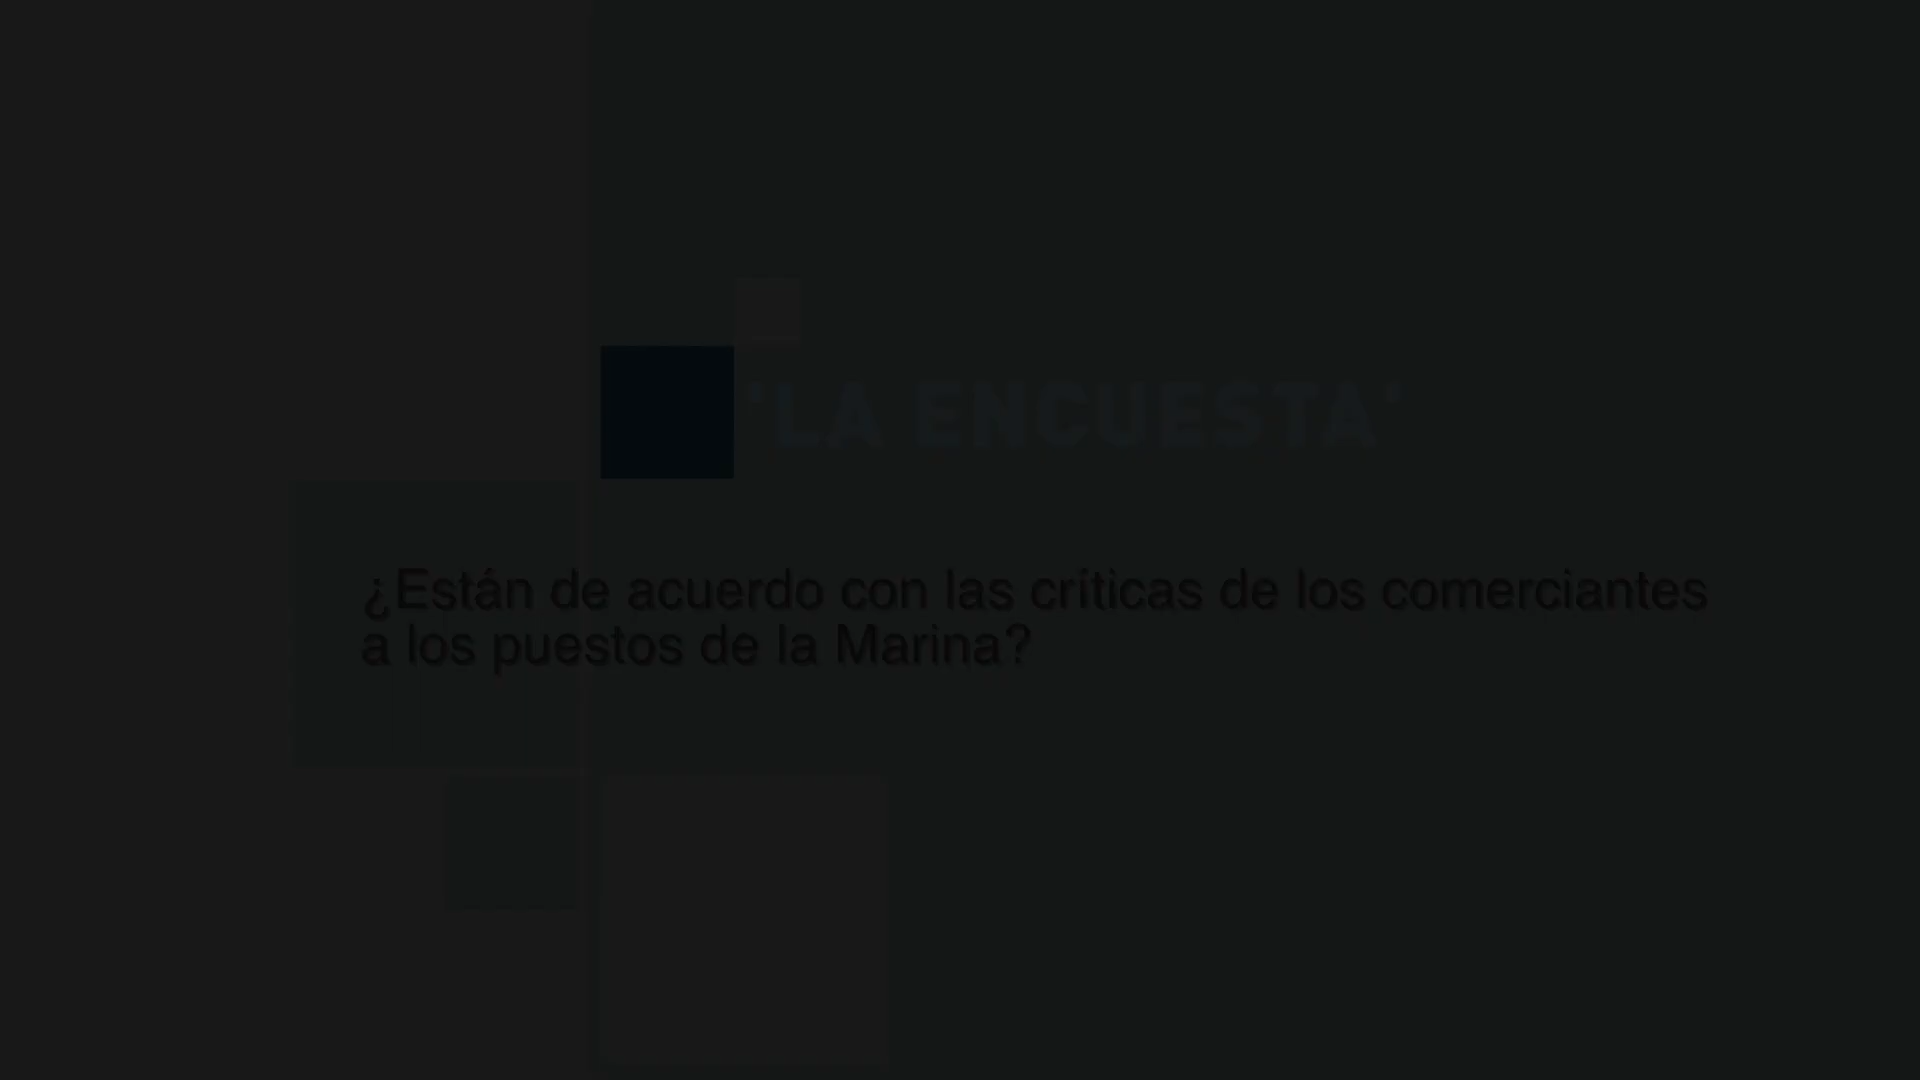 'LA ENCUESTA'
¿Están de acuerdo con las críticas de los comerciantes
a los puestos de la Marina?